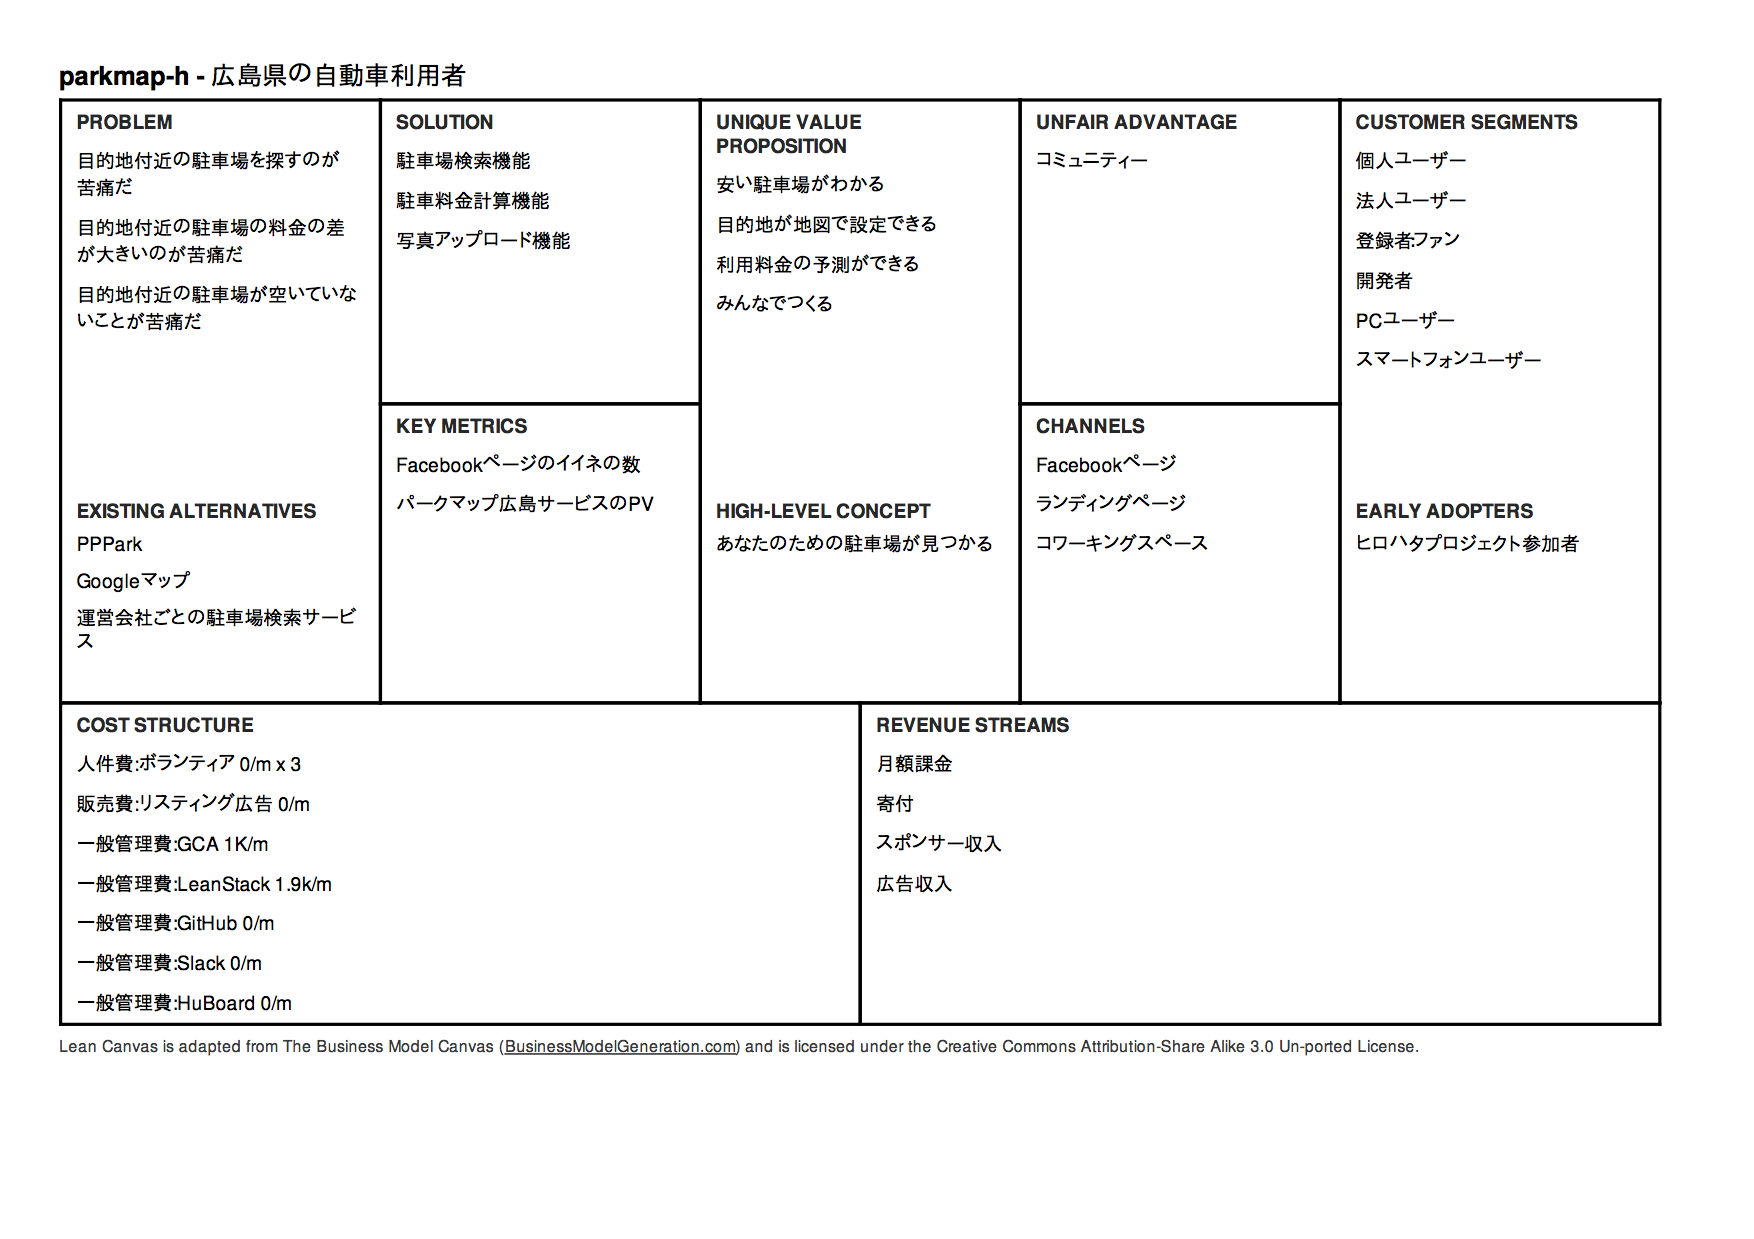 parkmap-h - 広島県の自動車利用者
PROBLEM
目的地付近の駐車場を探すのが
苦痛だ
目的地付近の駐車場の料金の差
が大きいのが苦痛だ
目的地付近の駐車場が空いていな
いことが苦痛だ
EXISTING ALTERNATIVES
PPPark
Googleマップ
運営会社ごとの駐車場検索サービ
ス
SOLUTION
駐車場検索機能
駐車料金計算機能
写真アップロード機能
KEY METRICS
Facebookページのイイネの数
パークマップ広島サービスのPV
UNIQUE VALUE
PROPOSITION
安い駐車場がわかる
目的地が地図で設定できる
利用料金の予測ができる
みんなでつくる
HIGH-LEVEL CONCEPT
あなたのための駐車場が見つかる
UNFAIR ADVANTAGE
コミュニティー
CHANNELS
Facebookページ
ランディングページ
コワーキングスペース
CUSTOMER SEGMENTS
個人ユーザー
法人ユーザー
登録者:ファン
開発者
PCユーザー
スマートフォンユーザー
EARLY ADOPTERS
ヒロハタプロジェクト参加者
COST STRUCTURE
人件費:ボランティア 0/m x 3
販売費:リスティング広告 0/m
一般管理費:GCA 1K/m
一般管理費:LeanStack 1.9k/m
一般管理費:GitHub 0/m
一般管理費:Slack 0/m
一般管理費:HuBoard 0/m
REVENUE STREAMS
月額課金
寄付
スポンサー収入
広告収入
Lean Canvas is adapted from The Business Model Canvas (BusinessModelGeneration.com) and is licensed under the Creative Commons Attribution-Share Alike 3.0 Un-ported License.